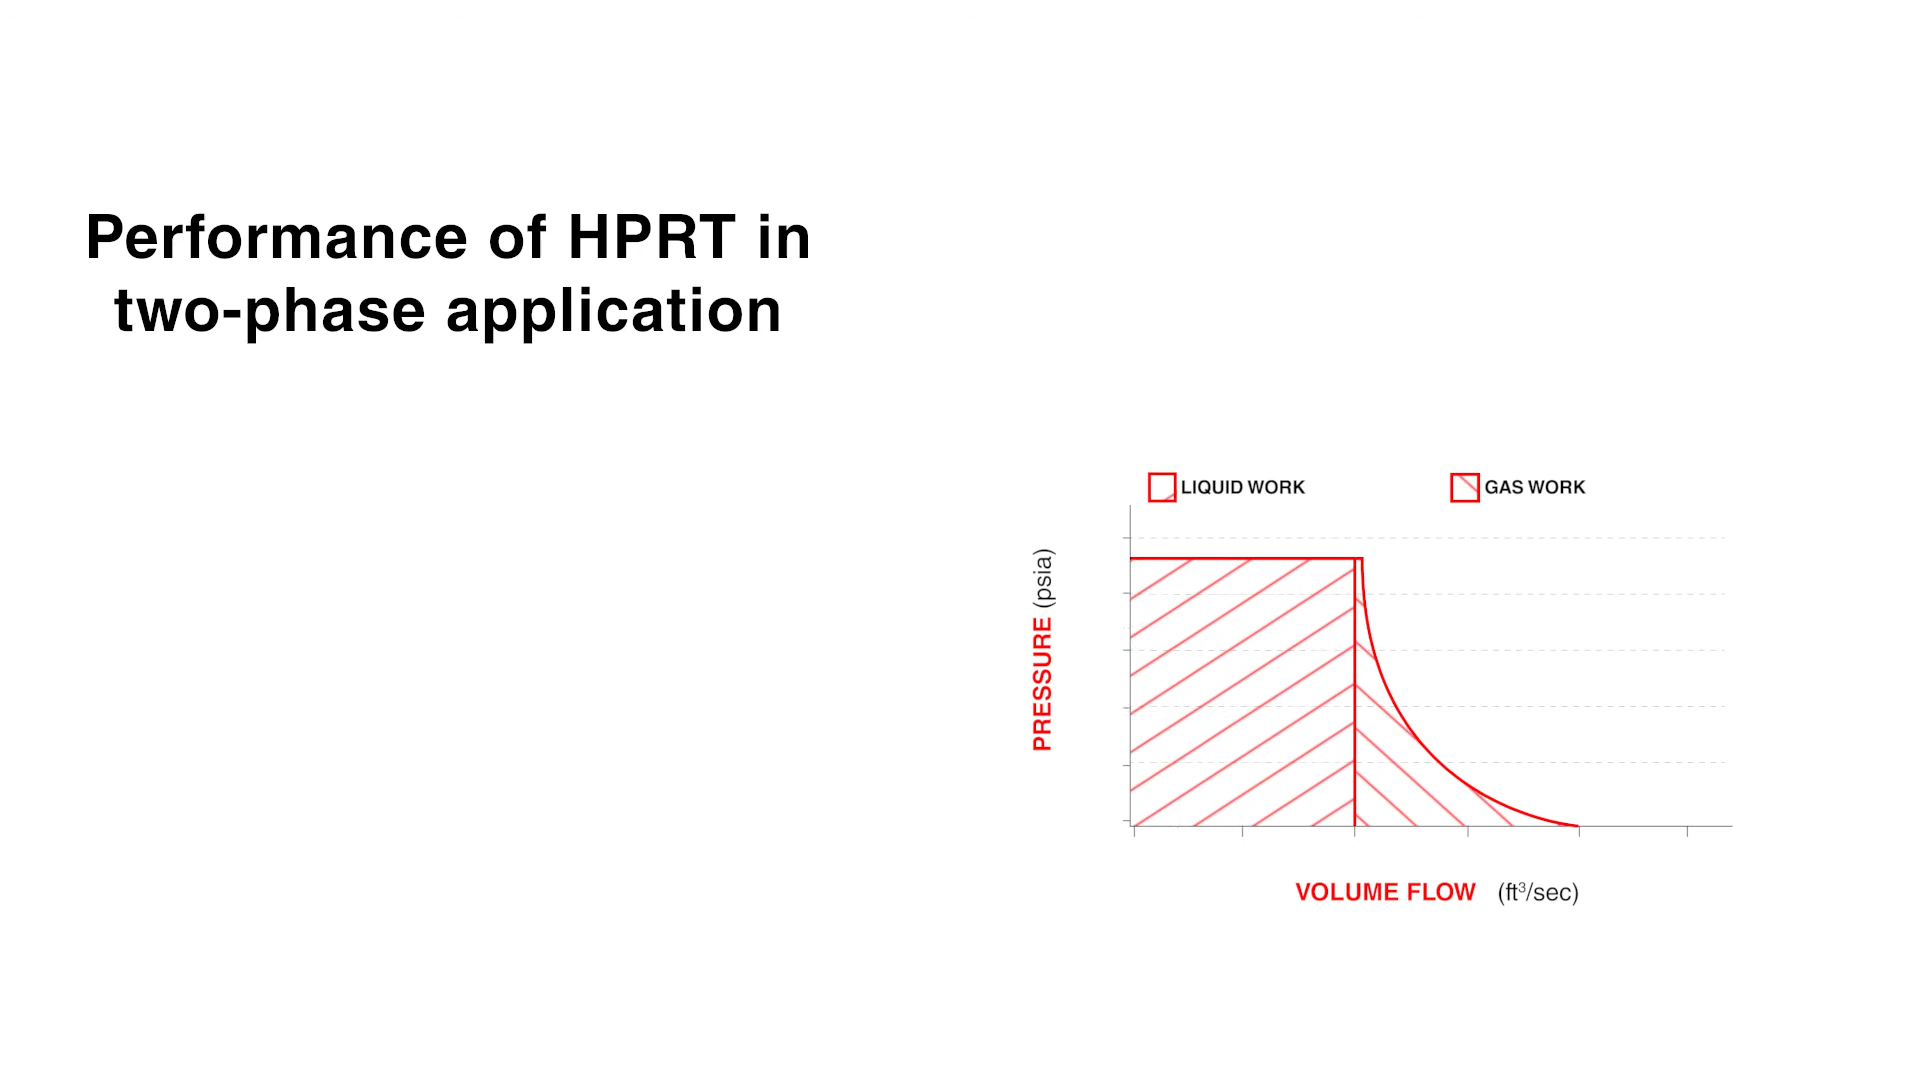 Performance of HPRT in
two-phase application
LIQUID WORK
GAS WORK
PRESSURE (psia)
VOLUME FLOW (ft³/sec)